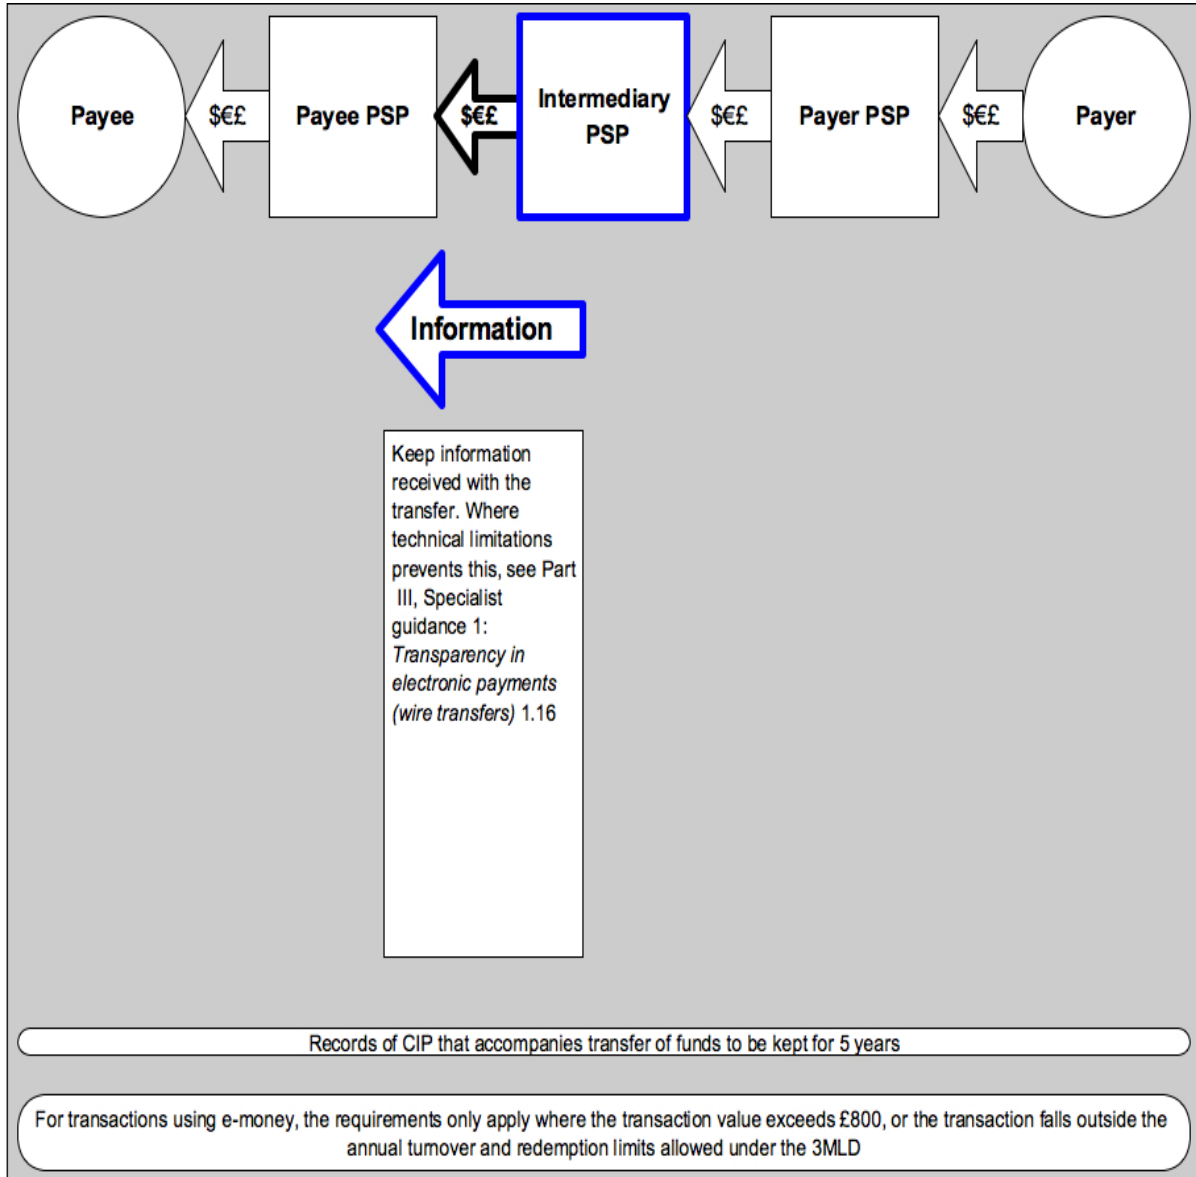 Payee
$€£
Payee PSP
$€£
Intermediary
PSP
$€£
Payer PSP
$€£
Payer
Information
Keep information
received with the
transfer. Where
technical limitations
prevents this, see Part
III, Specialist
guidance 1:
Transparency in
electronic payments
(wire transfers) 1.16
Records of CIP that accompanies transfer of funds to be kept for 5 years
For transactions using e-money, the requirements only apply where the transaction value exceeds £800, or the transaction falls outside the
annual turnover and redemption limits allowed under the 3MLD